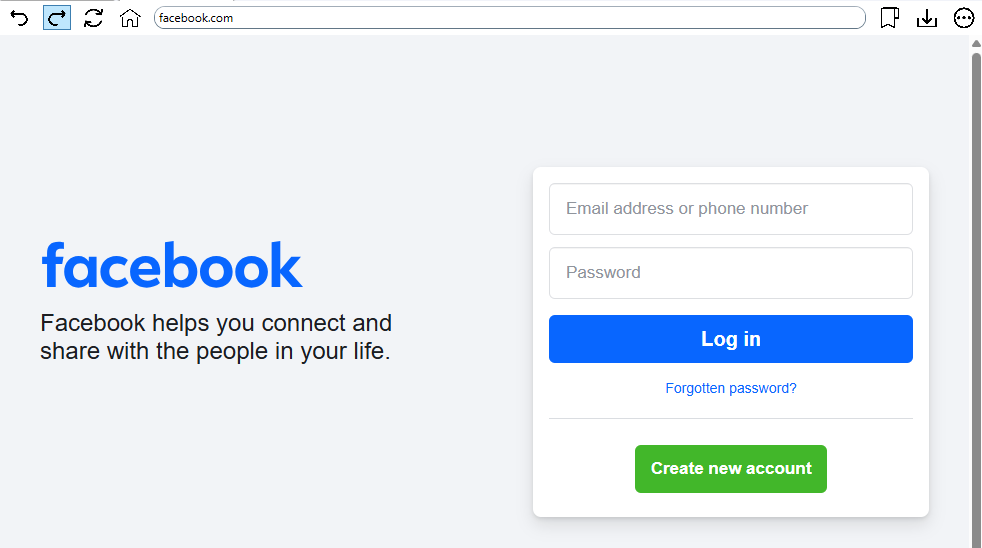 facebook.com
facebook
Facebook helps you connect and
share with the people in your life.
Email address or phone number
Password
Log in
Forgotten password?
Create new account